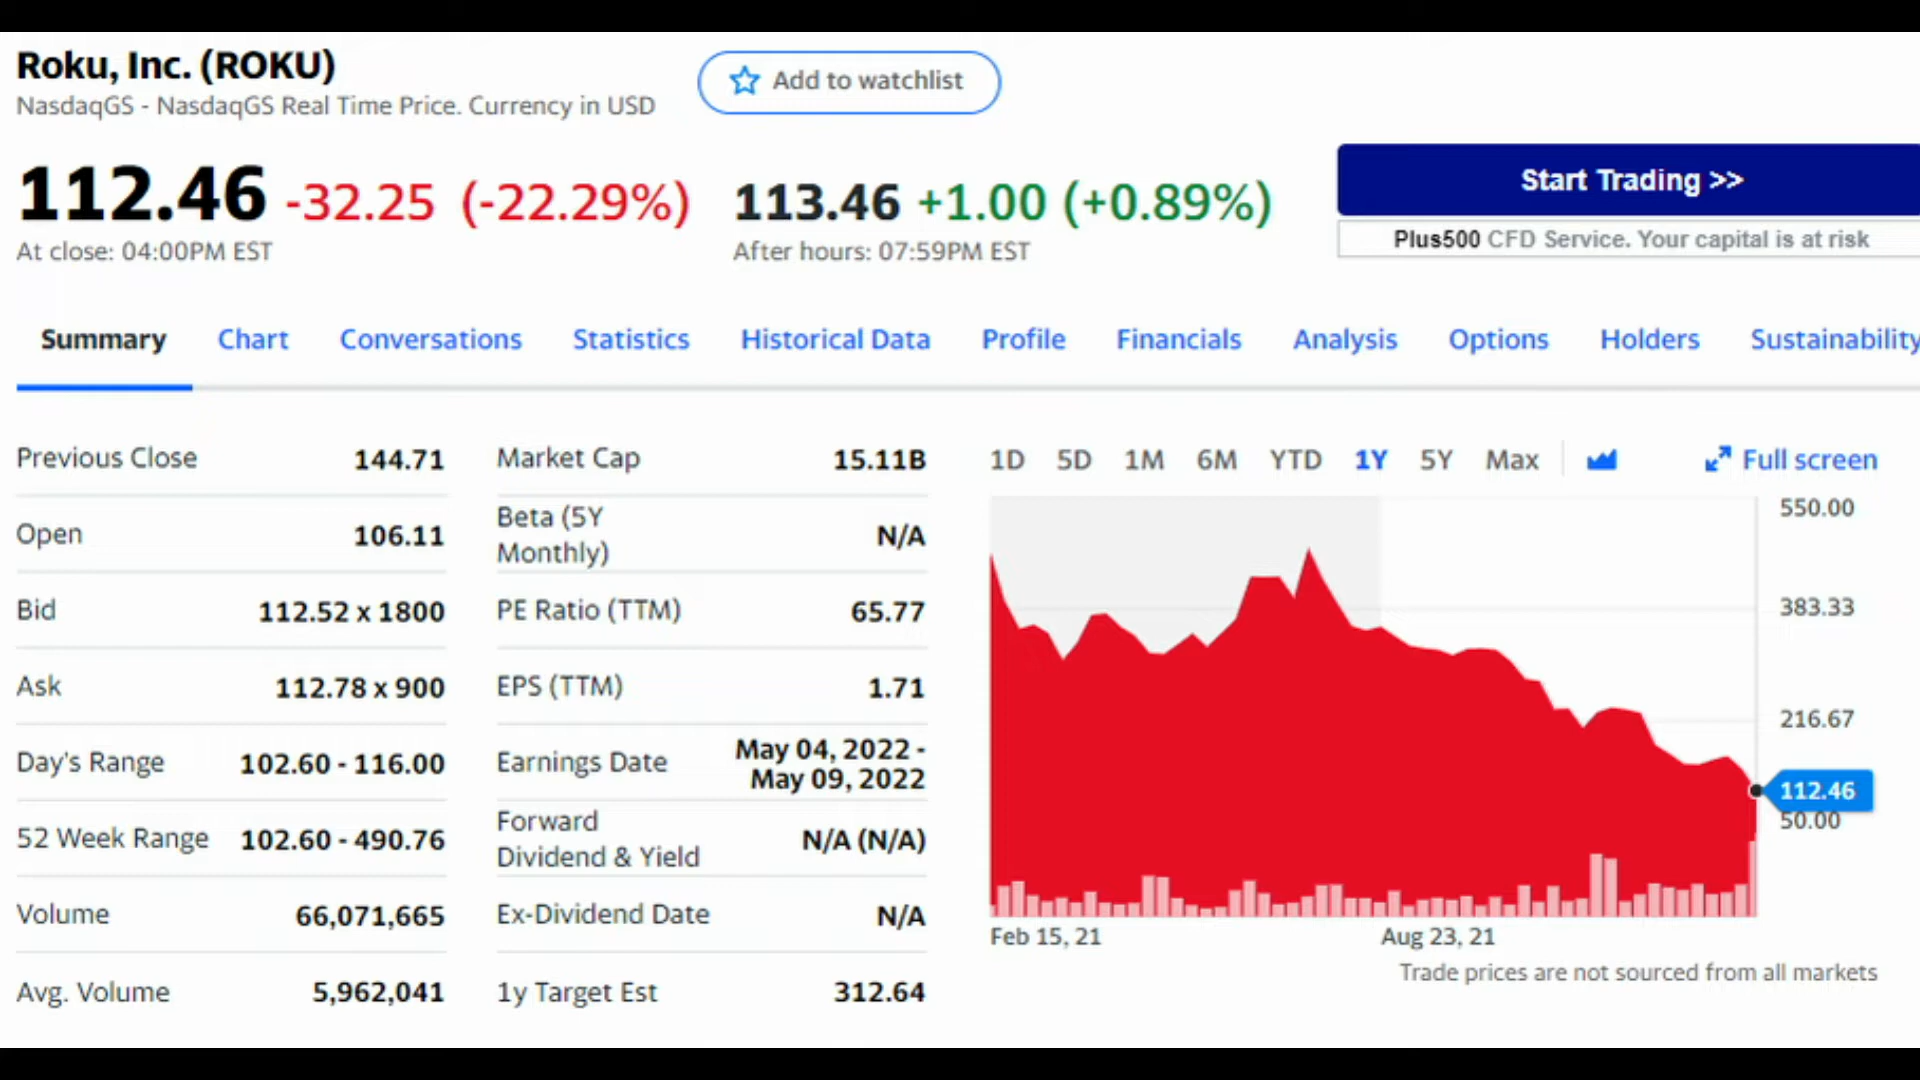 Roku, Inc. (ROKU)
NasdaqGS - NasdaqGS Real Time Price. Currency in USD
Add to watchlist
112.46 -32.25 (-22.29%)
At close: 04:00PM EST
113.46 +1.00 (+0.89%)
After hours: 07:59PM EST
Start Trading >>
Plus500 CFD Service. Your capital is at risk
Summary Chart Conversations Statistics Historical Data Profile Financials Analysis Options Holders Sustainability
Previous Close 144.71
Open 106.11
Bid 112.52 x 1800
Ask 112.78 x 900
Day's Range 102.60 - 116.00
52 Week Range 102.60 - 490.76
Volume 66,071,665
Avg. Volume 5,962,041
Market Cap 15.11B
Beta (5Y
Monthly) N/A
PE Ratio (TTM) 65.77
EPS (TTM) 1.71
Earnings Date May 04, 2022 -
May 09, 2022
Forward
Dividend & Yield N/A (N/A)
Ex-Dividend Date N/A
1y Target Est 312.64
1D 5D 1M 6M YTD 1Y 5Y Max Full screen
550.00
383.33
216.67
112.46
50.00
Feb 15, 21 Aug 23, 21
Trade prices are not sourced from all markets